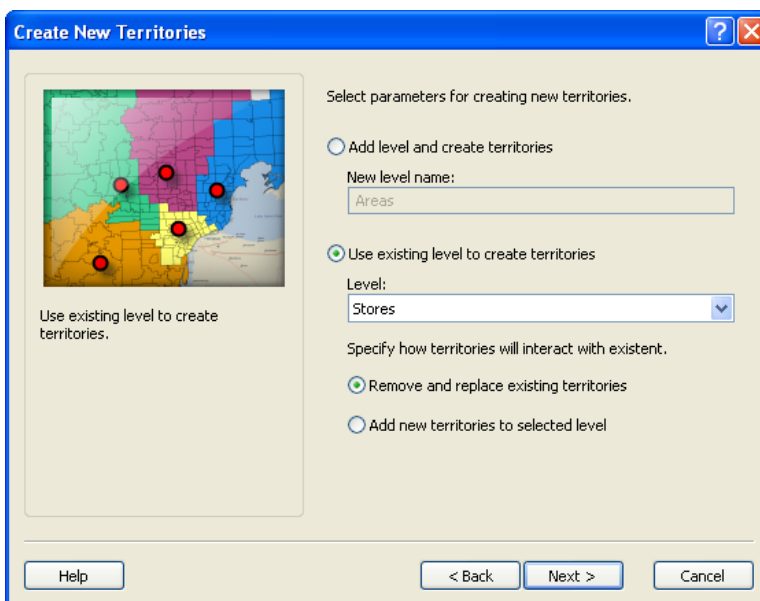 Create New Territories
Select parameters for creating new territories.
Add level and create territories
New level name:
Areas
Use existing level to create territories
Level:
Stores
Use existing level to create
territories.
Specify how territories will interact with existent.
Remove and replace existing territories
Add new territories to selected level
Help
< Back
Next >
Cancel